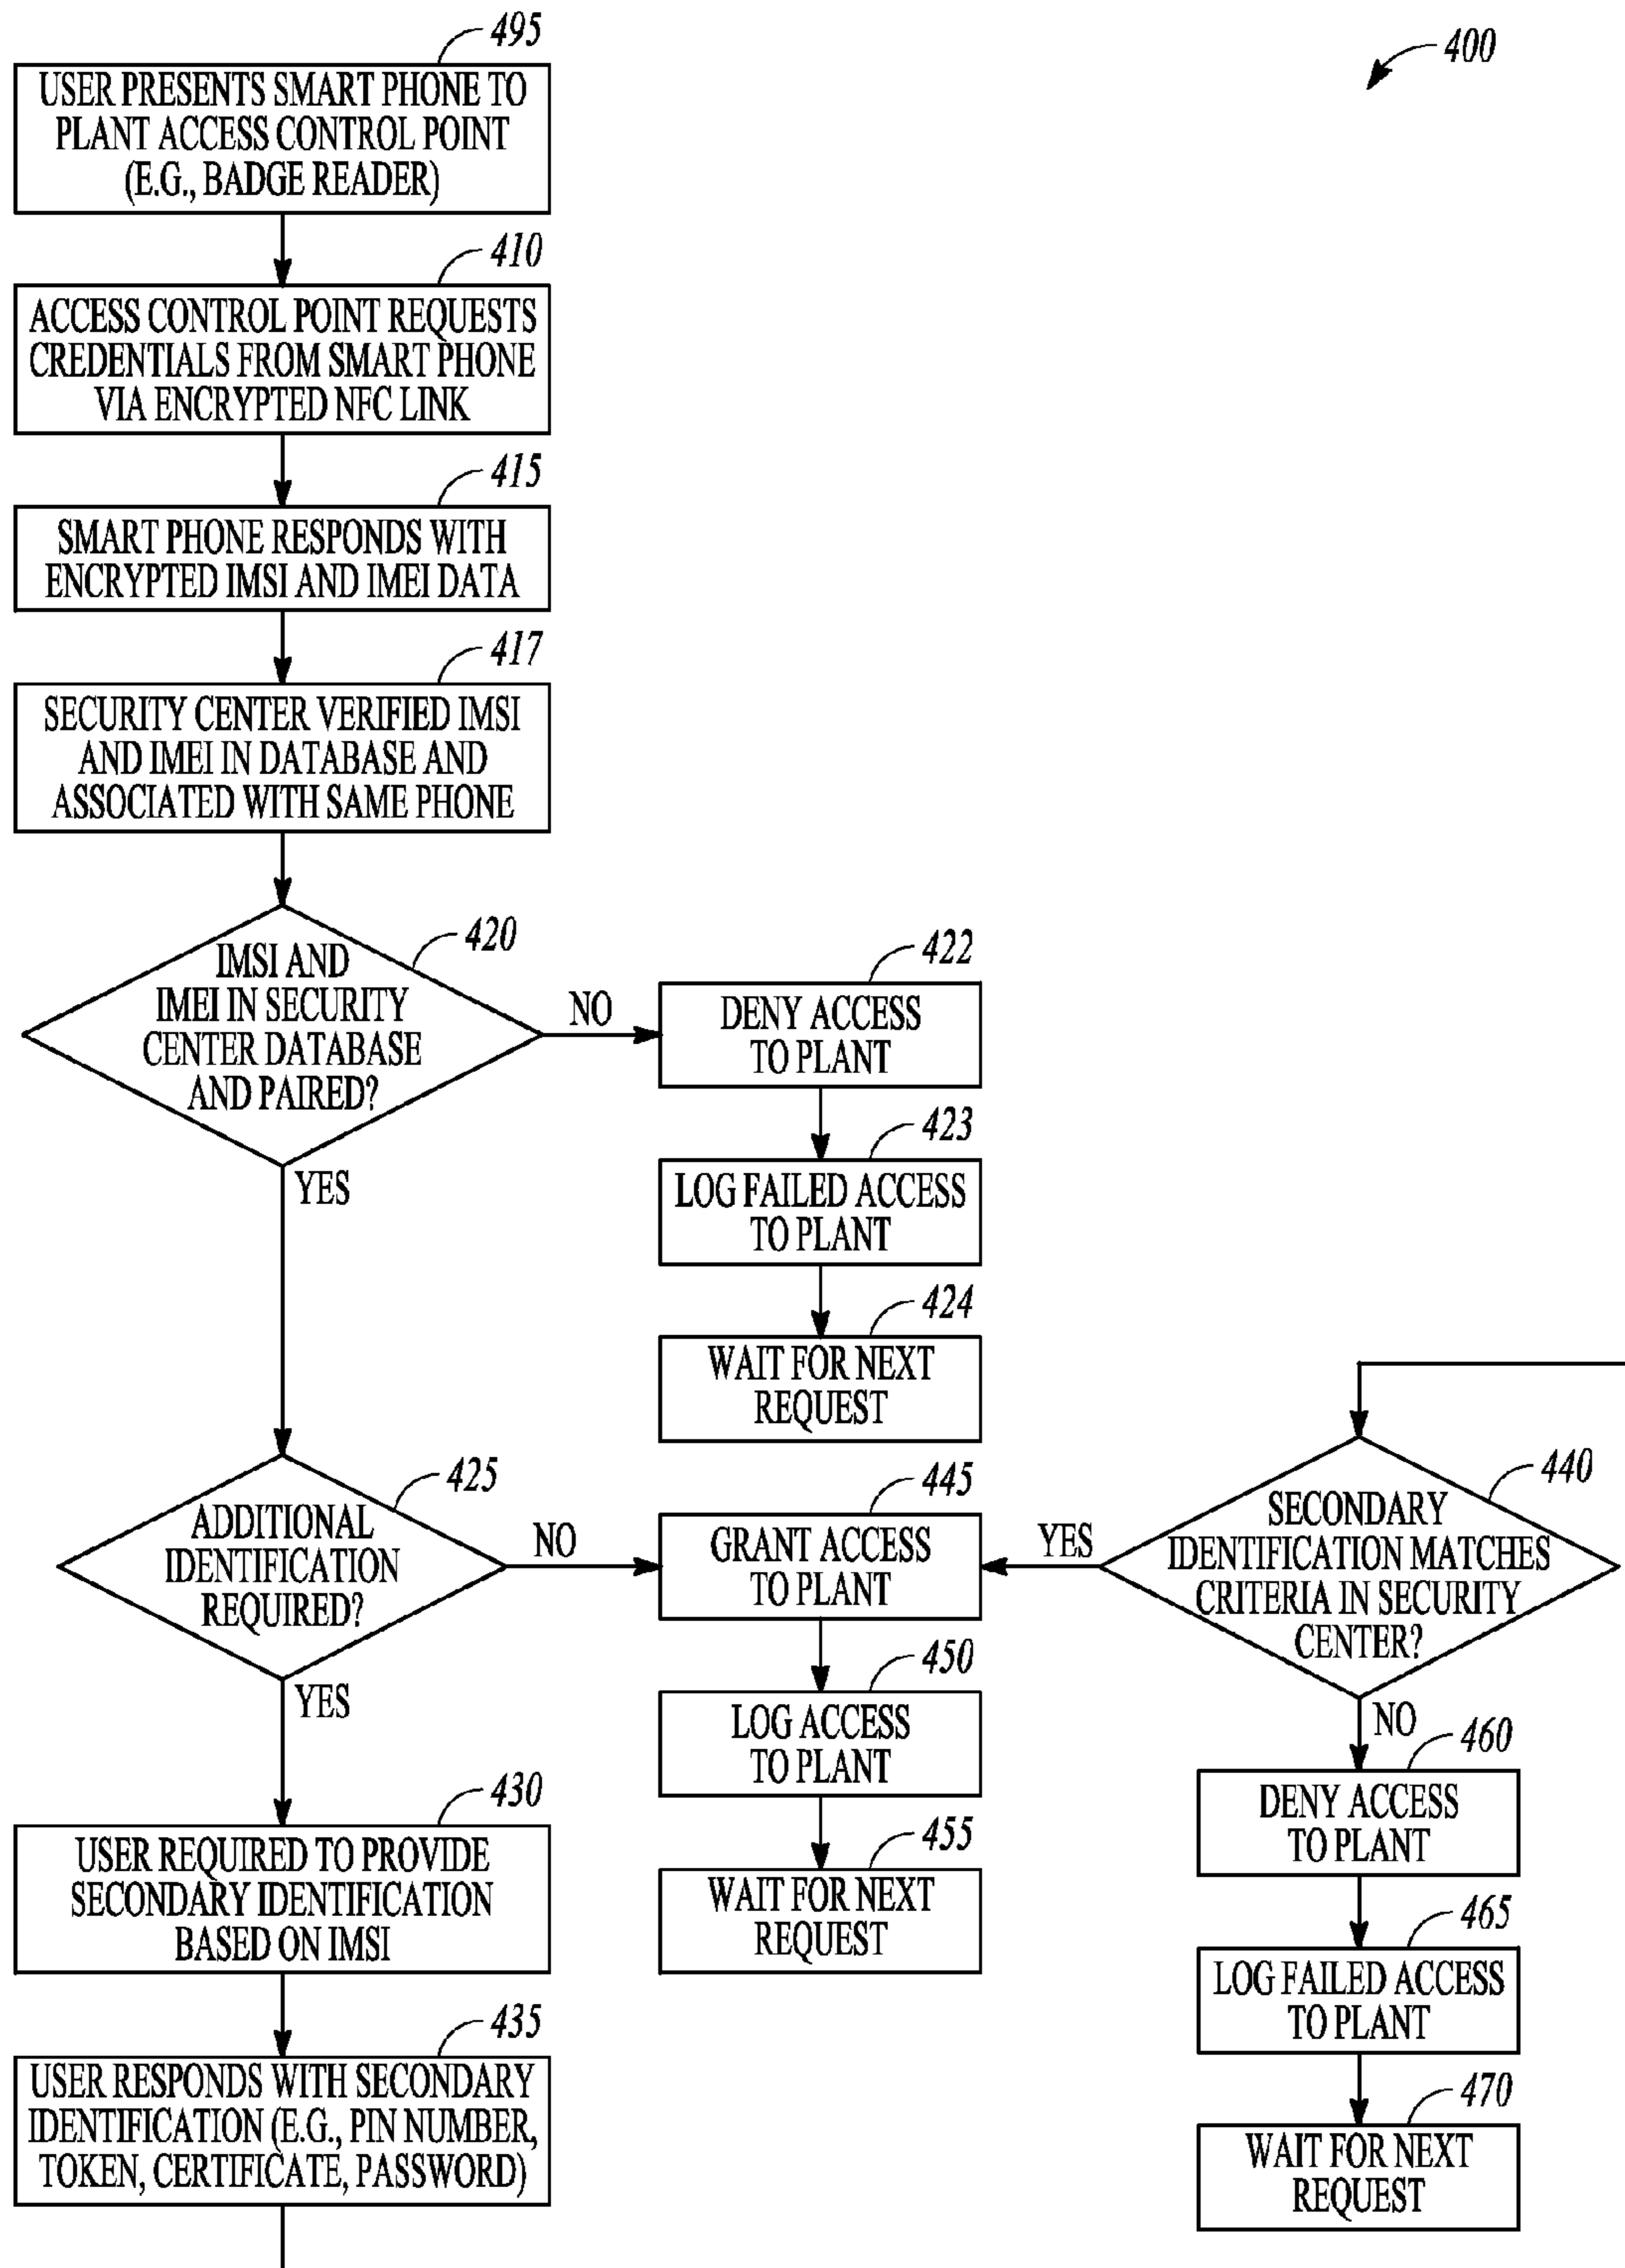 400
495
USER PRESENTS SMART PHONE TO
PLANT ACCESS CONTROL POINT
(E.G., BADGE READER)
410
ACCESS CONTROL POINT REQUESTS
CREDENTIALS FROM SMART PHONE
VIA ENCRYPTED NFC LINK
415
SMART PHONE RESPONDS WITH
ENCRYPTED IMSI AND IMEI DATA
417
SECURITY CENTER VERIFIED IMSI
AND IMEI IN DATABASE AND
ASSOCIATED WITH SAME PHONE
420
IMSI AND
IMEI IN SECURITY
CENTER DATABASE
AND PAIRED?
NO
422
DENY ACCESS
TO PLANT
423
LOG FAILED ACCESS
TO PLANT
424
WAIT FOR NEXT
REQUEST
YES
425
ADDITIONAL
IDENTIFICATION
REQUIRED?
NO
445
GRANT ACCESS
TO PLANT
450
LOG ACCESS
TO PLANT
455
WAIT FOR NEXT
REQUEST
YES
430
USER REQUIRED TO PROVIDE
SECONDARY IDENTIFICATION
BASED ON IMSI
435
USER RESPONDS WITH SECONDARY
IDENTIFICATION (E.G., PIN NUMBER,
TOKEN, CERTIFICATE, PASSWORD)
440
SECONDARY
IDENTIFICATION MATCHES
CRITERIA IN SECURITY
CENTER?
YES
NO
460
DENY ACCESS
TO PLANT
465
LOG FAILED ACCESS
TO PLANT
470
WAIT FOR NEXT
REQUEST